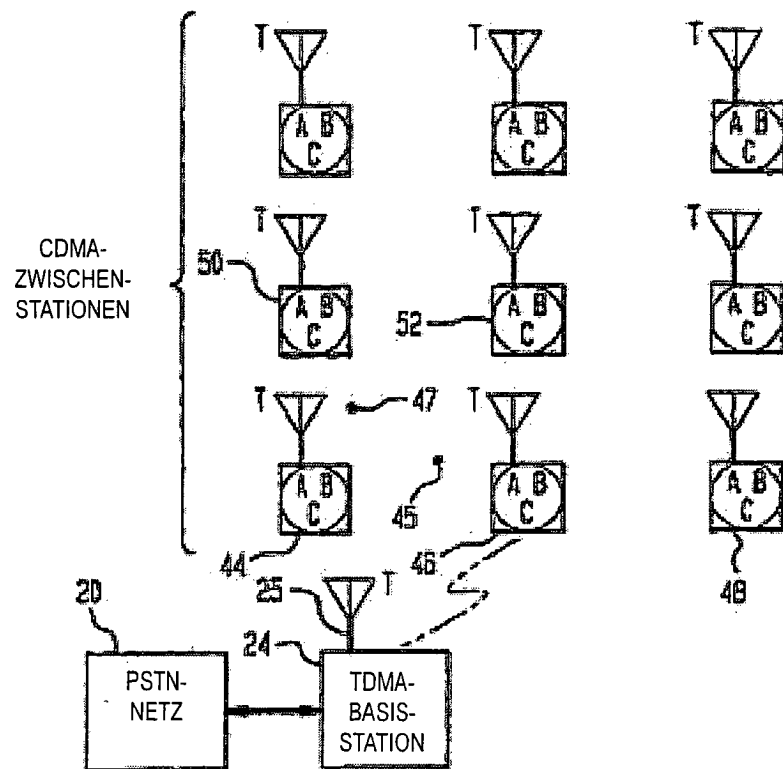 T T T
A B A B A B
C C C
CDMA-
ZWISCHEN-
STATIONEN
T T T
50 52
A B A B A B
C C C
T 47 T
A B A B A B
C C C
45
44 46 48
20 25 T
24
PSTN-
NETZ
TDMA-
BASIS-
STATION